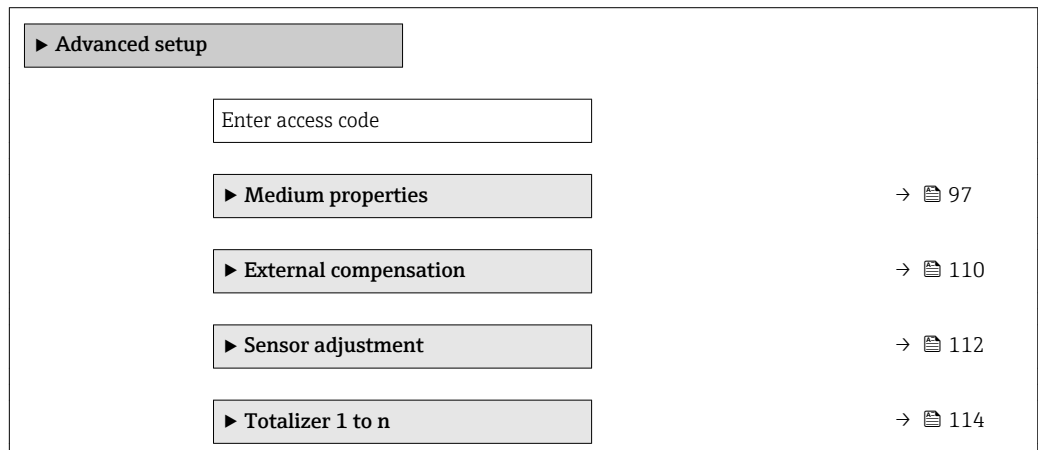 ▶ Advanced setup
Enter access code
▶ Medium properties → 97
▶ External compensation → 110
▶ Sensor adjustment → 112
▶ Totalizer 1 to n → 114